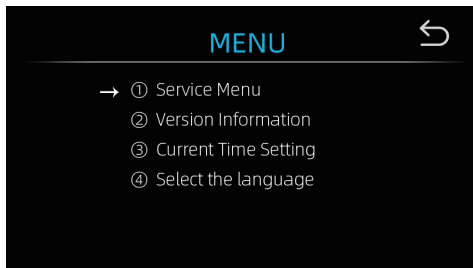 MENU
→ ① Service Menu
② Version Information
③ Current Time Setting
④ Select the language